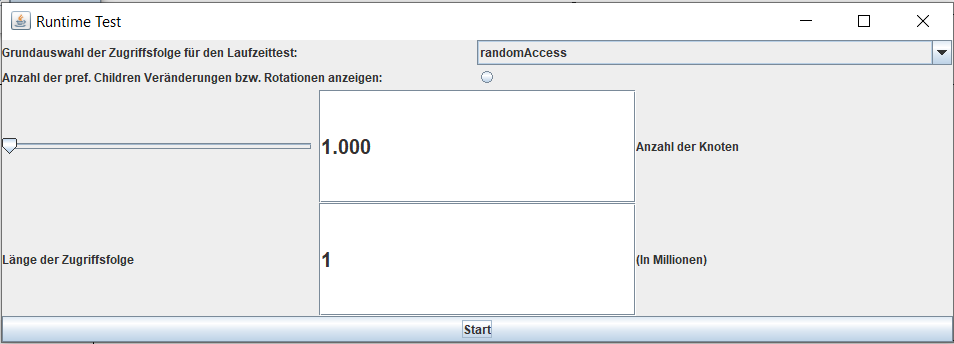 Runtime Test
Grundauswahl der Zugriffsfolge für den Laufzeittest:
randomAccess
Anzahl der pref. Children Veränderungen bzw. Rotationen anzeigen:
1.000
Anzahl der Knoten
Länge der Zugriffsfolge
1
(In Millionen)
Start